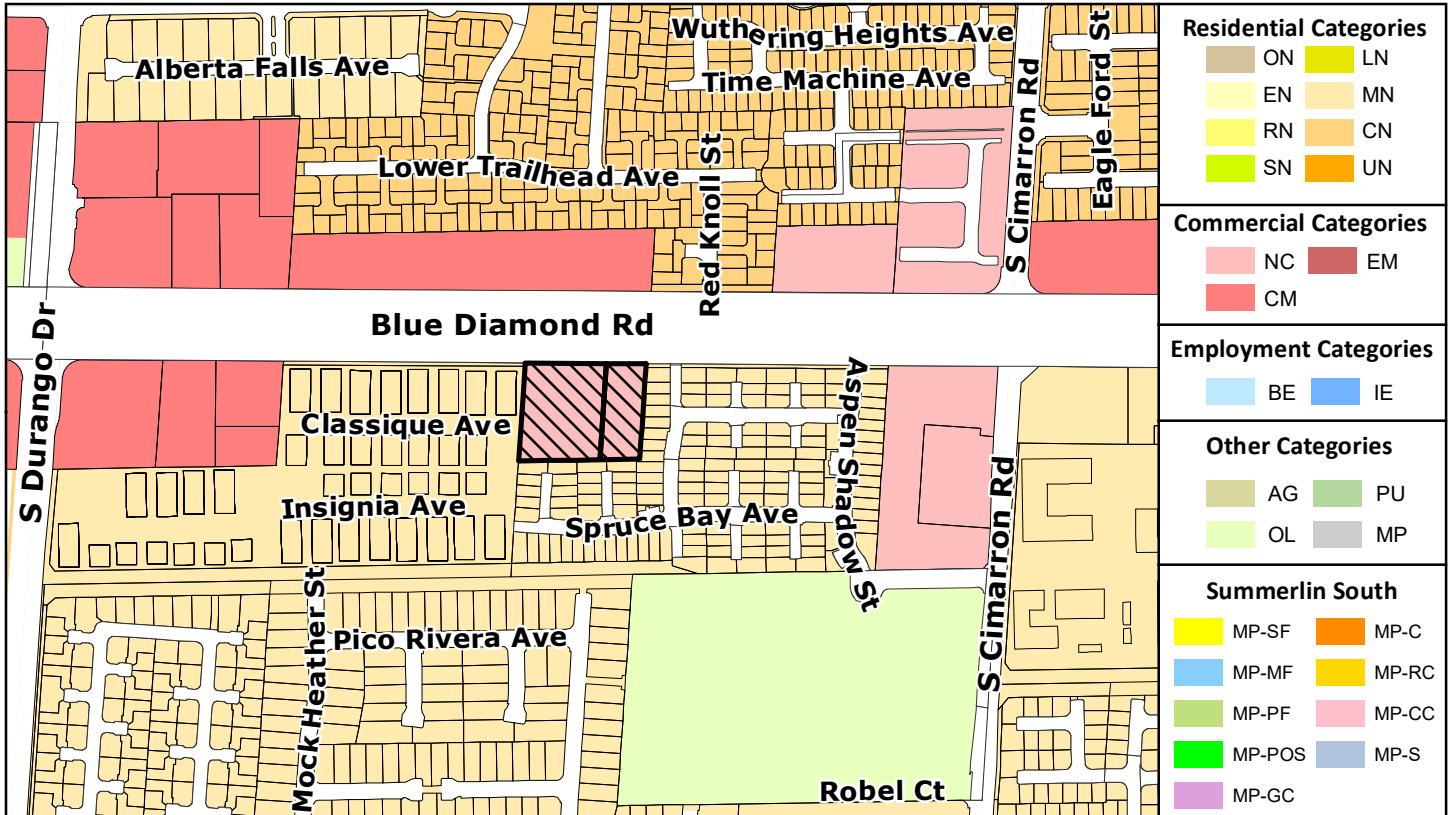 Wuthering Heights Ave
Alberta Falls Ave
Time Machine Ave
S Cimarron Rd
Eagle Ford St
Lower Trailhead Ave
Red Knoll St
Blue Diamond Rd
S Durango Dr
Classique Ave
Aspen Shadow St
Insignia Ave
Spruce Bay Ave
S Cimarron Rd
Mock Heather St
Pico Rivera Ave
Robel Ct
Residential Categories
ON LN
EN MN
RN CN
SN UN
Commercial Categories
NC EM
CM
Employment Categories
BE IE
Other Categories
AG PU
OL MP
Summerlin South
MP-SF MP-C
MP-MF MP-RC
MP-PF MP-CC
MP-POS MP-S
MP-GC